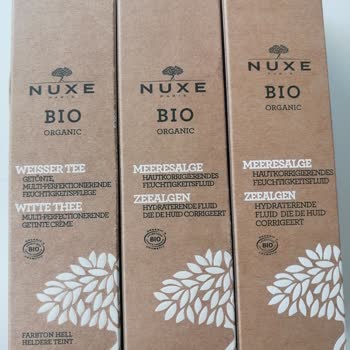 NUXE
PARIS
BIO
ORGANIC
WEISSER TEE
GETÖNTE,
MULTI-PERFEKTIONIERENDE
FEUCHTIGKEITSPFLEGE
WITTE THEE
MULTI-PERFECTIONERENDE
GETINTE CRÈME
BIO
FARBTON HELL
HELDERE TEINT
NUXE
PARIS
BIO
ORGANIC
MEERESALGE
HAUTKORRIGIERENDES
FEUCHTIGKEITSFLUID
ZEEALGEN
HYDRATERENDE FLUID
DIE DE HUID CORRIGEERT
BIO
NUXE
PARIS
BIO
ORGANIC
MEERESALGE
HAUTKORRIGIERENDES
FEUCHTIGKEITSFLUID
ZEEALGEN
HYDRATERENDE
FLUID DIE DE HUID
CORRIGEERT
BIO